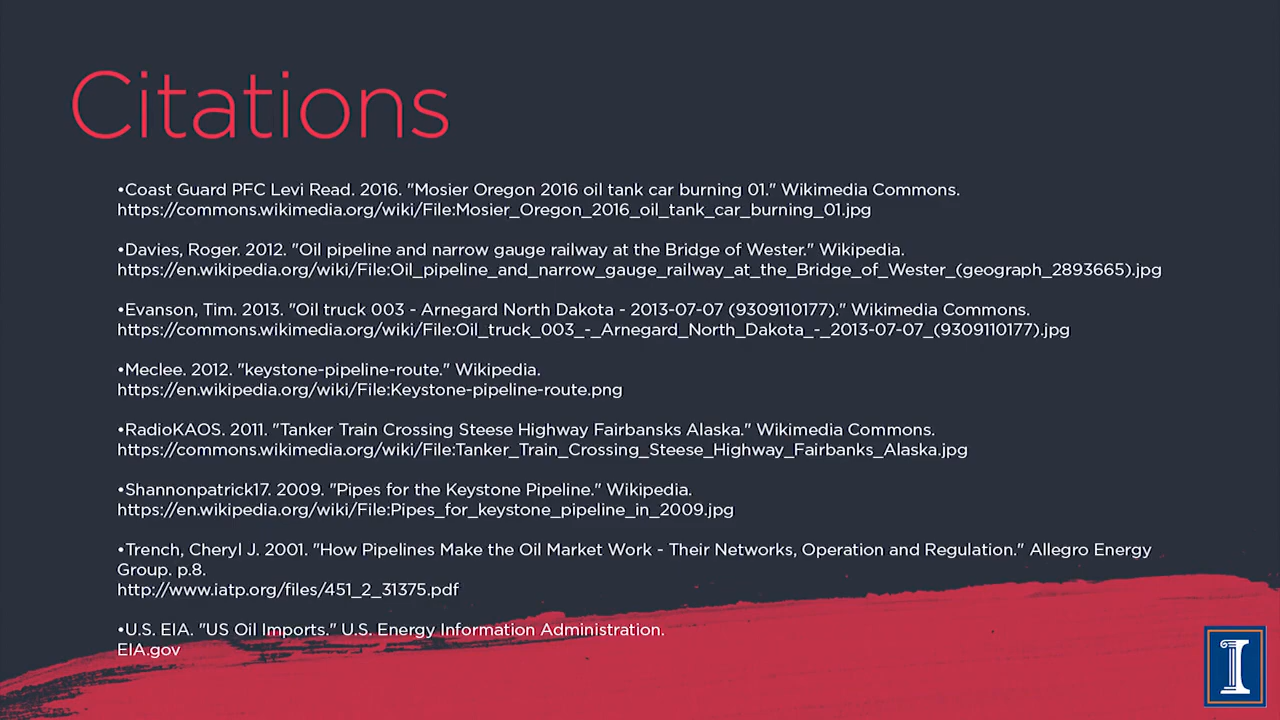 Citations
•Coast Guard PFC Levi Read. 2016. "Mosier Oregon 2016 oil tank car burning 01." Wikimedia Commons.
https://commons.wikimedia.org/wiki/File:Mosier_Oregon_2016_oil_tank_car_burning_01.jpg
•Davies, Roger. 2012. "Oil pipeline and narrow gauge railway at the Bridge of Wester." Wikipedia.
https://en.wikipedia.org/wiki/File:Oil_pipeline_and_narrow_gauge_railway_at_the_Bridge_of_Wester_(geograph_2893665).jpg
•Evanson, Tim. 2013. "Oil truck 003 - Arnegard North Dakota - 2013-07-07 (9309110177)." Wikimedia Commons.
https://commons.wikimedia.org/wiki/File:Oil_truck_003_-_Arnegard_North_Dakota_-_2013-07-07_(9309110177).jpg
•Meclee. 2012. "keystone-pipeline-route." Wikipedia.
https://en.wikipedia.org/wiki/File:Keystone-pipeline-route.png
•RadioKAOS. 2011. "Tanker Train Crossing Steese Highway Fairbansks Alaska." Wikimedia Commons.
https://commons.wikimedia.org/wiki/File:Tanker_Train_Crossing_Steese_Highway_Fairbanks_Alaska.jpg
•Shannonpatrick17. 2009. "Pipes for the Keystone Pipeline." Wikipedia.
https://en.wikipedia.org/wiki/File:Pipes_for_keystone_pipeline_in_2009.jpg
•Trench, Cheryl J. 2001. "How Pipelines Make the Oil Market Work - Their Networks, Operation and Regulation." Allegro Energy
Group. p.8.
http://www.iatp.org/files/451_2_31375.pdf
•U.S. EIA. "US Oil Imports." U.S. Energy Information Administration.
EIA.gov
I